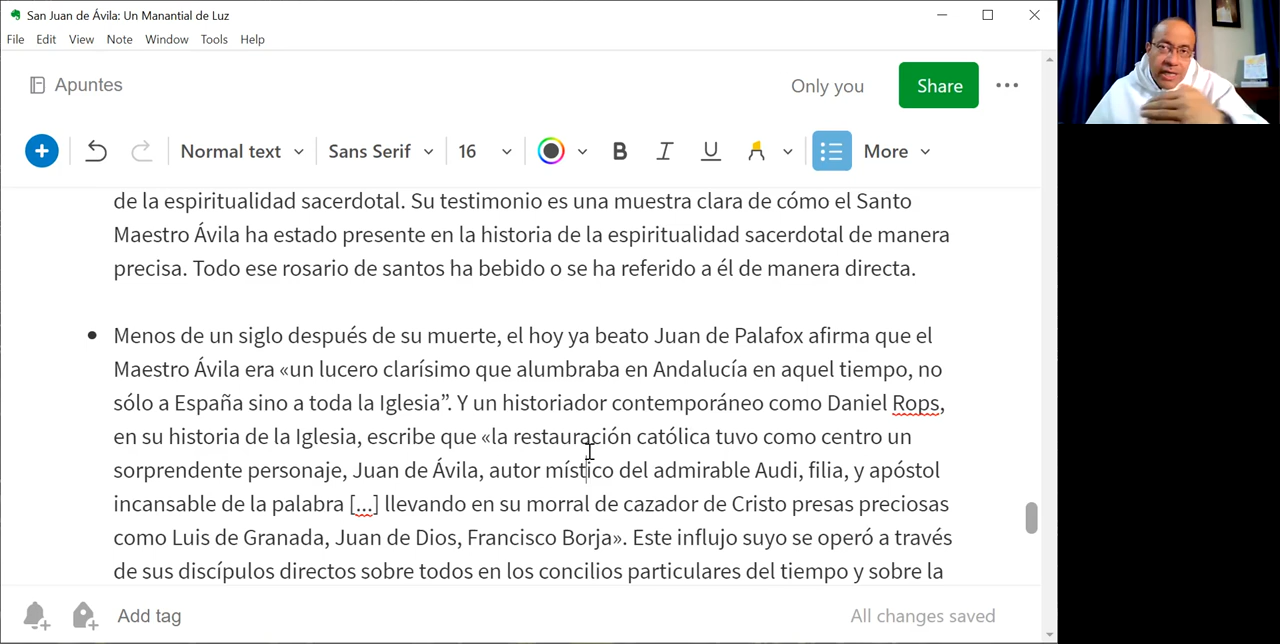 San Juan de Ávila: Un Manantial de Luz
File Edit View Note Window Tools Help
Apuntes
Only you
Share
Normal text
Sans Serif
16
B I U
More
de la espiritualidad sacerdotal. Su testimonio es una muestra clara de cómo el Santo
Maestro Ávila ha estado presente en la historia de la espiritualidad sacerdotal de manera
precisa. Todo ese rosario de santos ha bebido o se ha referido a él de manera directa.
Menos de un siglo después de su muerte, el hoy ya beato Juan de Palafox afirma que el
Maestro Ávila era «un lucero clarísimo que alumbraba en Andalucía en aquel tiempo, no
sólo a España sino a toda la Iglesia”. Y un historiador contemporáneo como Daniel Rops,
en su historia de la Iglesia, escribe que «la restauración católica tuvo como centro un
sorprendente personaje, Juan de Ávila, autor místico del admirable Audi, filia, y apóstol
incansable de la palabra [...] llevando en su morral de cazador de Cristo presas preciosas
como Luis de Granada, Juan de Dios, Francisco Borja». Este influjo suyo se operó a través
de sus discípulos directos sobre todos en los concilios particulares del tiempo y sobre la
Add tag
All changes saved